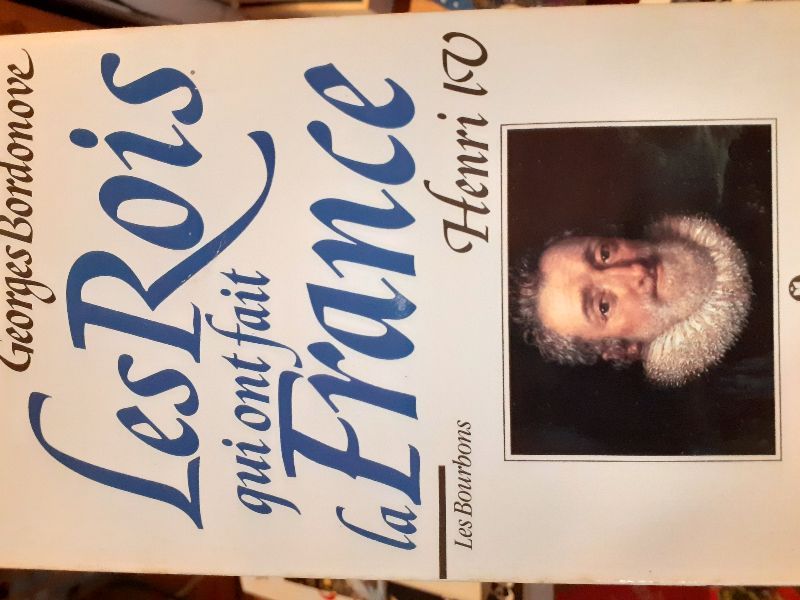 Georges Bordonove
Les Rois
qui ont fait
la France
Les Bourbons
Henri IV